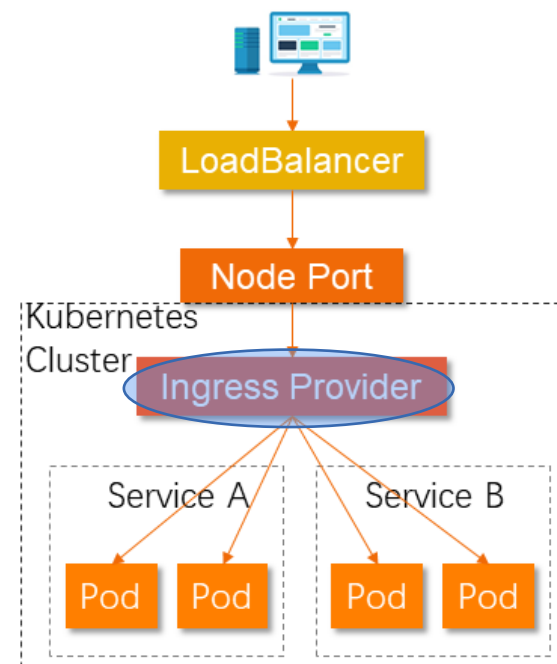 LoadBalancer
Node Port
Kubernetes
Cluster
Ingress Provider
Service A
Service B
Pod
Pod
Pod
Pod